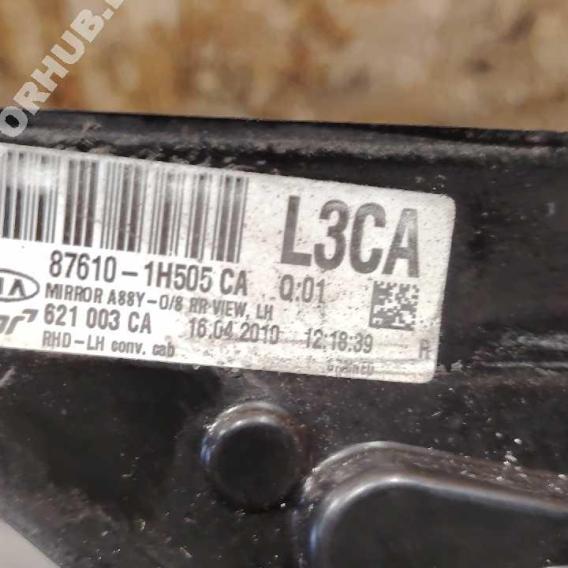 ORHUB.
L3CA
87610-1H505 CA Q:01
MIRROR A88Y-O/8 RR VIEW, LH
621 003 CA 16.04.2010 12:18:39 R
RHD-LH conv. cab